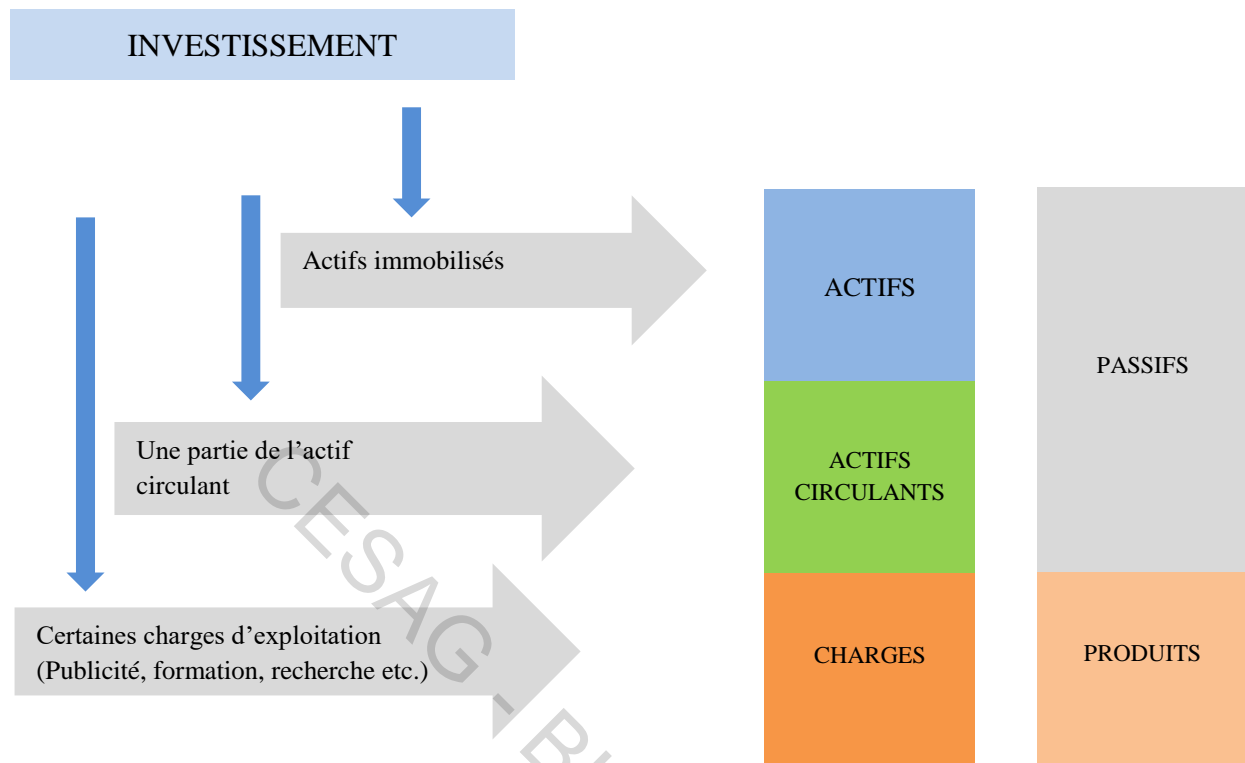 INVESTISSEMENT
Actifs immobilisés
Une partie de l’actif
circulant
Certaines charges d’exploitation
(Publicité, formation, recherche etc.)
ACTIFS
ACTIFS
CIRCULANTS
CHARGES
PASSIFS
PRODUITS
CESAG -